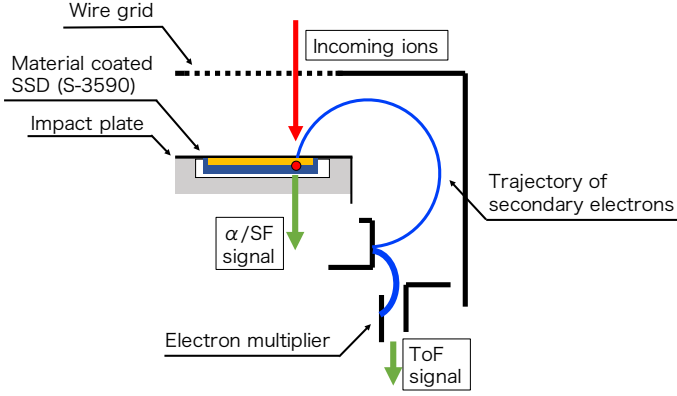 Wire grid
Incoming ions
Material coated
SSD (S-3590)
Impact plate
Trajectory of
secondary electrons
α/SF
signal
Electron multiplier
ToF
signal